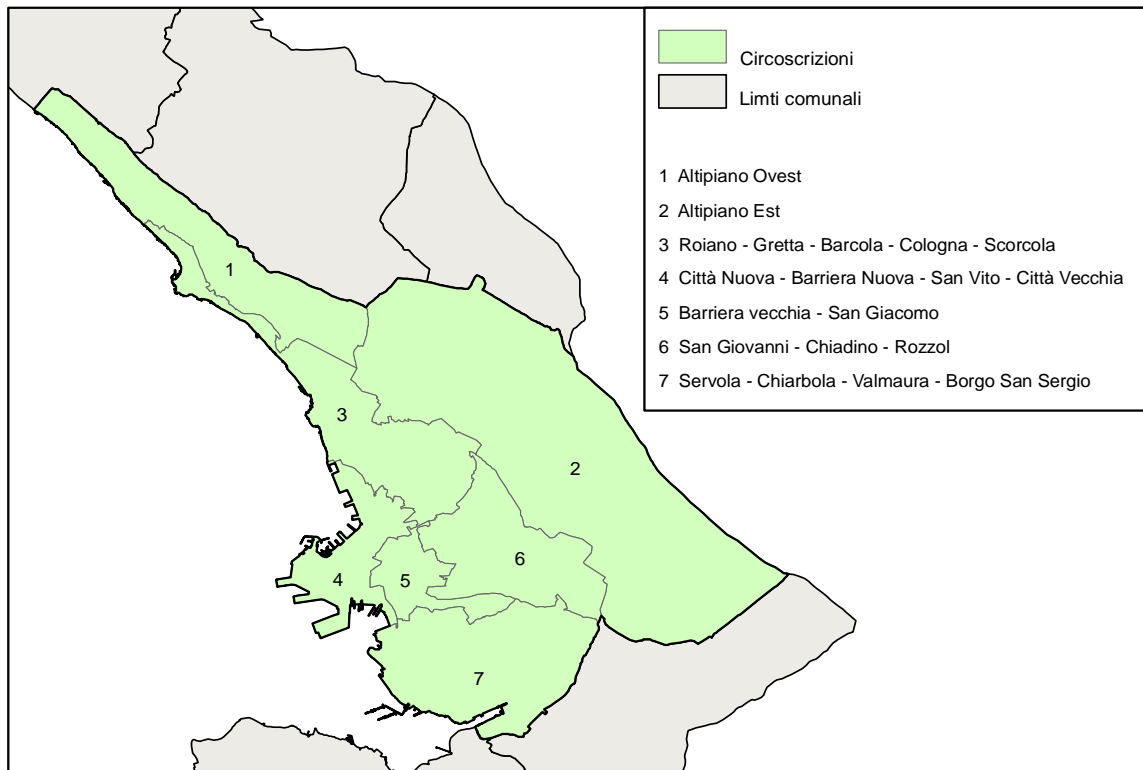 Circoscrizioni
Limti comunali
1 Altipiano Ovest
2 Altipiano Est
3 Roiano - Gretta - Barcola - Cologna - Scorcola
4 Città Nuova - Barriera Nuova - San Vito - Città Vecchia
5 Barriera vecchia - San Giacomo
6 San Giovanni - Chiadino - Rozzol
7 Servola - Chiarbola - Valmaura - Borgo San Sergio
1
3
2
6
4
5
7